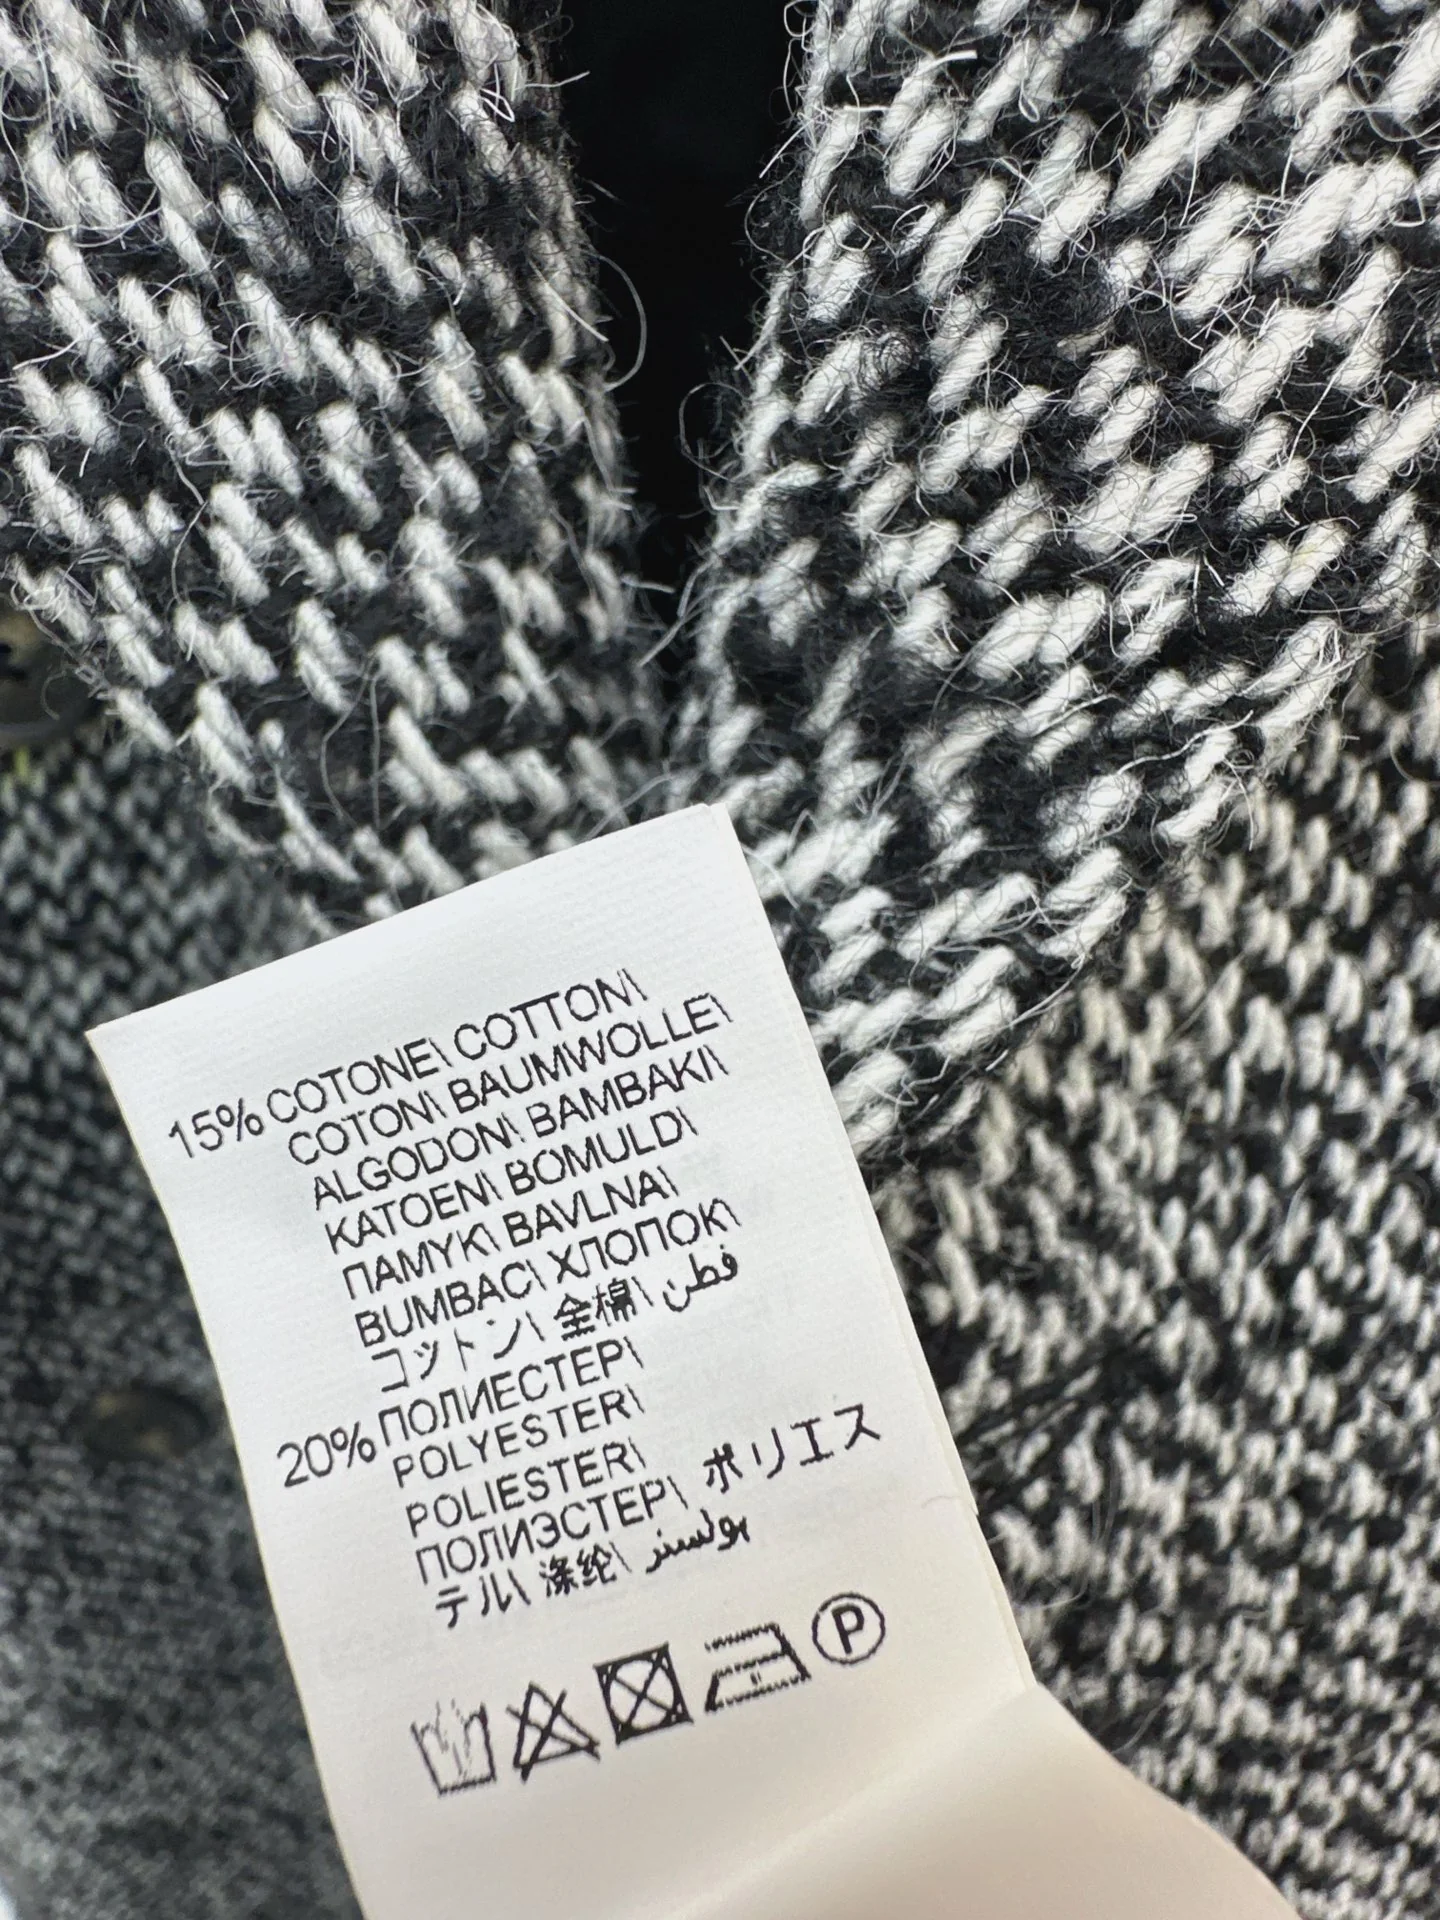 15% COTONE\ COTTON\
COTON\ BAUMWOLLE\
ALGODON\ BAMBAKI\
KATOEN\ BOMULD\
ПАМУК\ BAVLNA\
BUMBAC\ ХЛОПОК\
コットン\ 全棉\ قطن
20% ПОЛИЕСТЕР\
POLYESTER\
POLIESTER\
ПОЛИЭСТЕР\ ポリエス
テル\ 涤纶\ بولستر
P